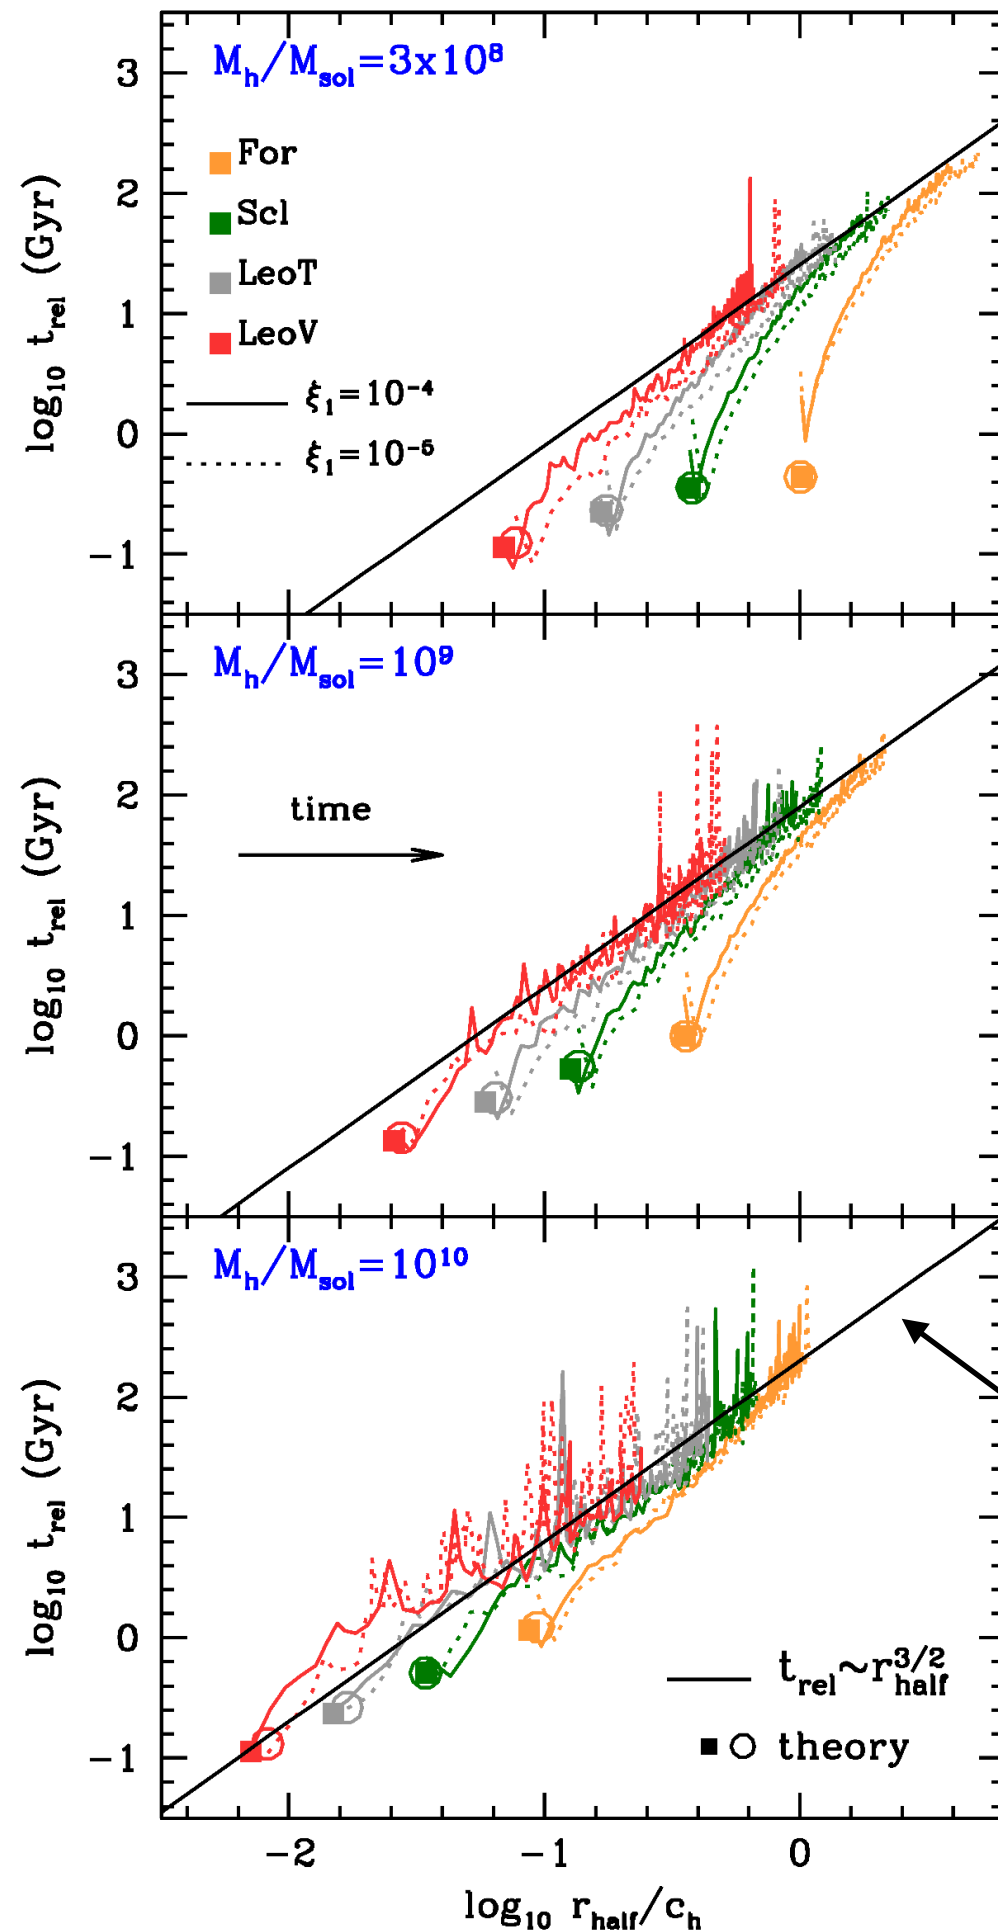 M_h/M_sol=3x10^8
3
For
2
Scl
LeoT
1
LeoV
ξ_1=10^-4
0
ξ_1=10^-5
-1
log_10 t_rel (Gyr)
M_h/M_sol=10^9
3
2
time
1
0
-1
log_10 t_rel (Gyr)
M_h/M_sol=10^10
3
2
1
0
t_rel~r_half^3/2
-1
theory
log_10 t_rel (Gyr)
-2 -1 0
log_10 r_half/c_h